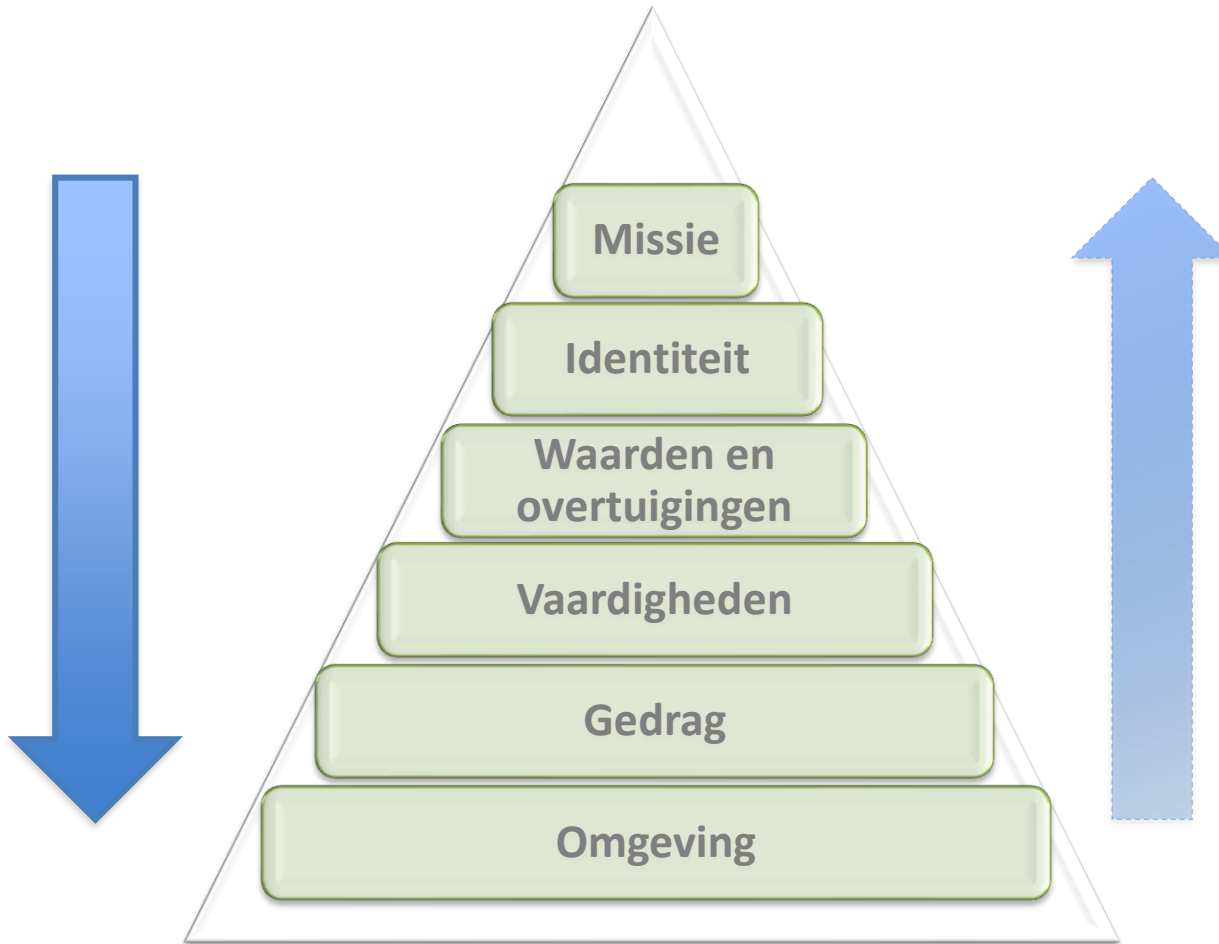 Missie
Identiteit
Waarden en
overtuigingen
Vaardigheden
Gedrag
Omgeving